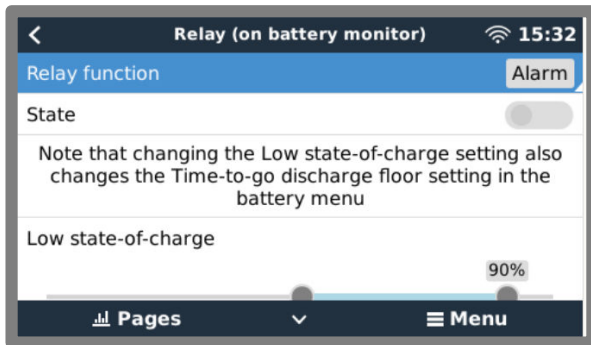 Relay (on battery monitor)
15:32
Relay function
Alarm
State
Note that changing the Low state-of-charge setting also
changes the Time-to-go discharge floor setting in the
battery menu
Low state-of-charge
90%
Pages
Menu